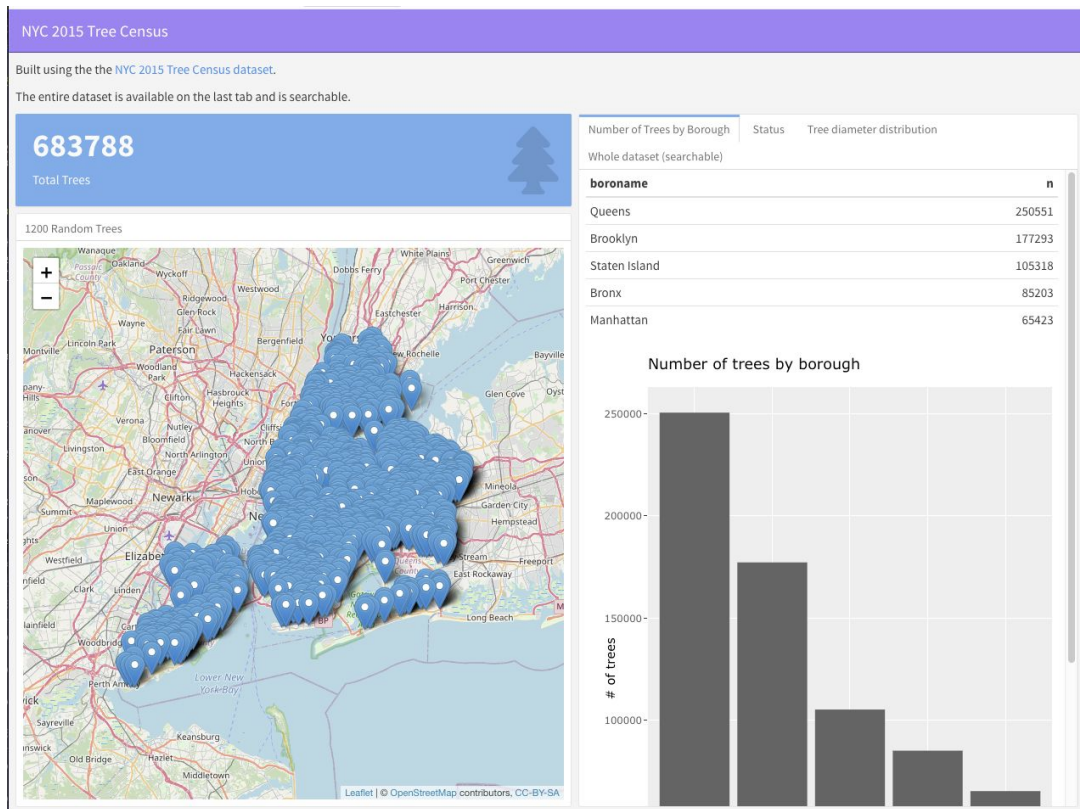 NYC 2015 Tree Census
Built using the the NYC 2015 Tree Census dataset.
The entire dataset is available on the last tab and is searchable.
683788
Total Trees
1200 Random Trees
+
−
Wanaque
Oakland
Passaic
County
Wyckoff
Dobbs Ferry
White Plains
Greenwich
Port Chester
Ridgewood
Westwood
Glen Rock
Eastchester
Harrison
Wayne
Fair Lawn
Bergenfield
Montville
Lincoln Park
Paterson
Woodland
Park
Hackensack
Bayville
Clifton
Hasbrouck
Heights
Glen Cove
Verona
Nutley
Bloomfield
Lyndhurst
Livingston
North Arlington
East Orange
Mineola
Maplewood
Newark
Garden City
Summit
Union
Hempstead
Westfield
Freeport
East Rockaway
Clark
Linden
Queens
County
BP
Long Beach
Perth
Lower New
York Bay
Sayreville
Keansburg
Old Bridge
Hazlet
Middletown
Leaflet | © OpenStreetMap contributors, CC-BY-SA
Number of Trees by Borough Status Tree diameter distribution
Whole dataset (searchable)
boroname n
Queens 250551
Brooklyn 177293
Staten Island 105318
Bronx 85203
Manhattan 65423
Number of trees by borough
250000
200000
150000
100000
# of trees